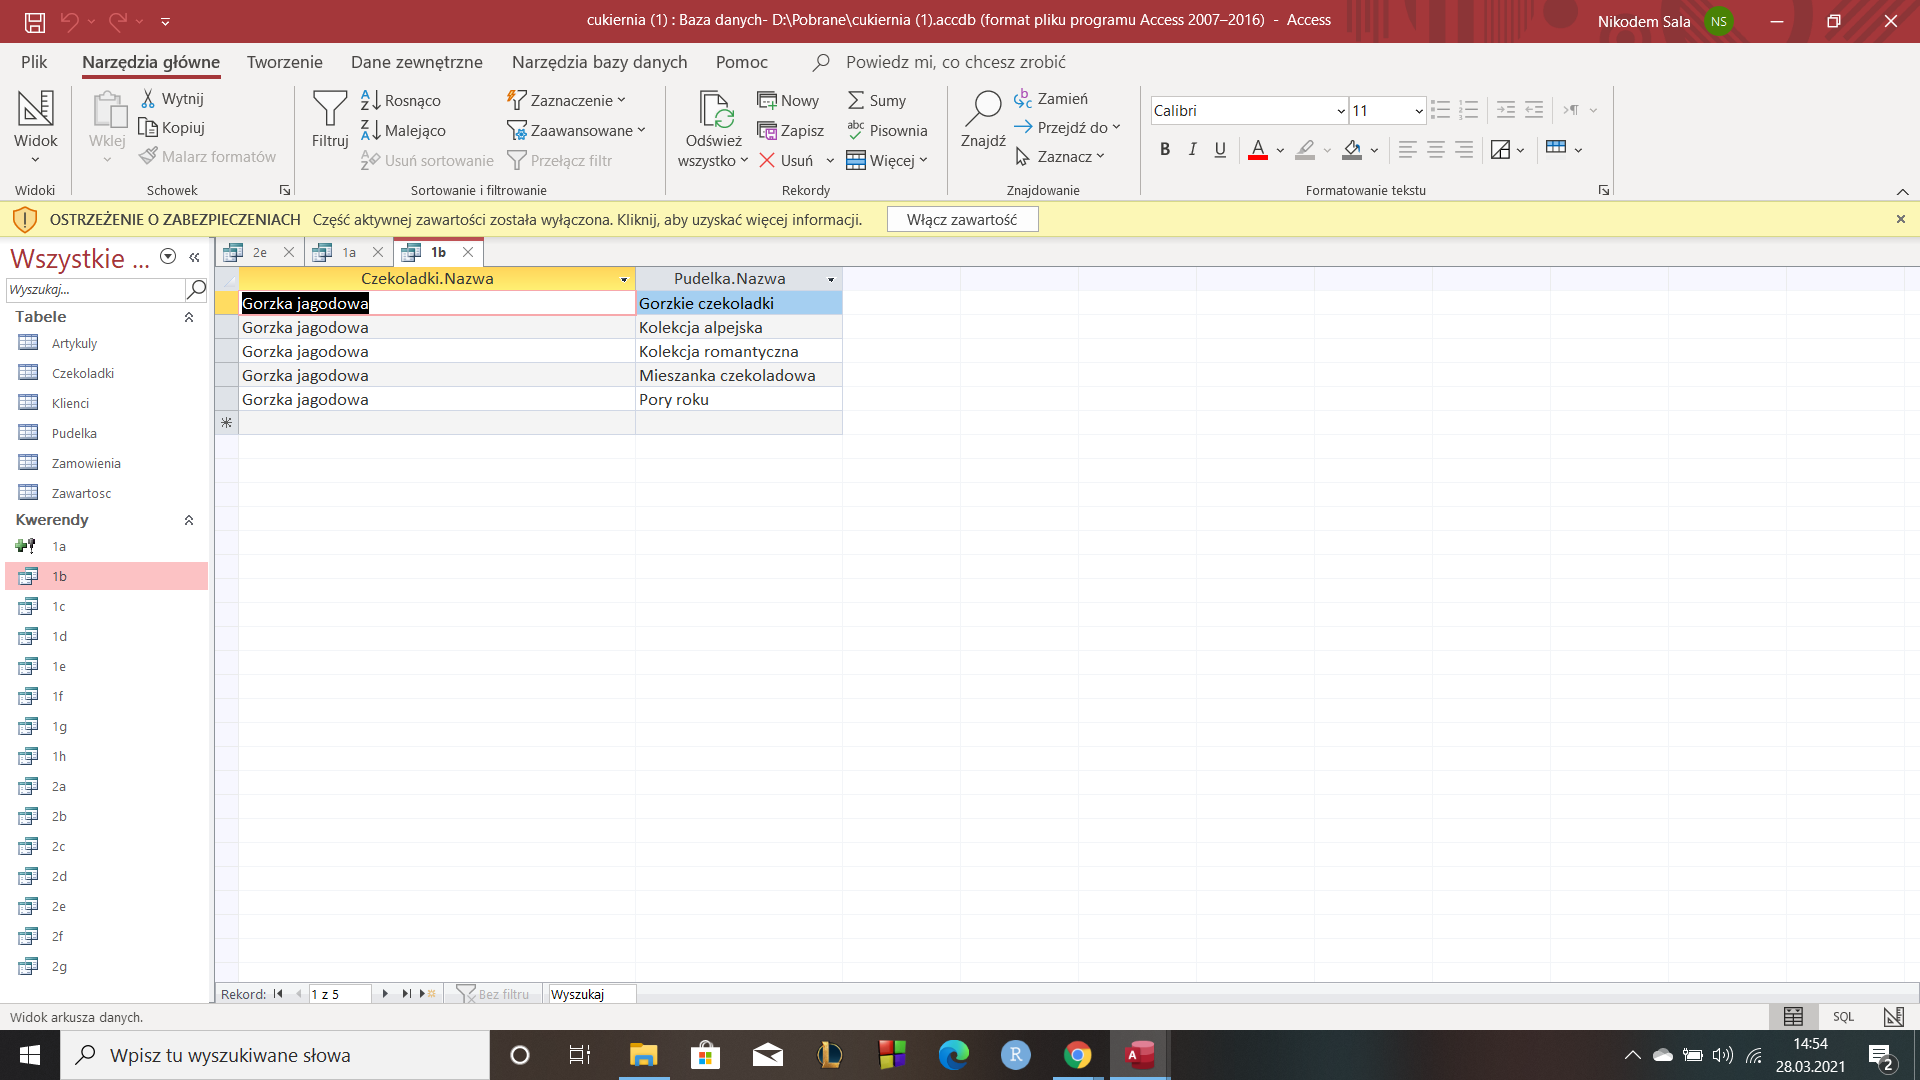 cukiernia (1) : Baza danych- D:\Pobrane\cukiernia (1).accdb (format pliku programu Access 2007–2016) - Access
Nikodem Sala NS
Plik Narzędzia główne Tworzenie Dane zewnętrzne Narzędzia bazy danych Pomoc Powiedz mi, co chcesz zrobić
Widok
Widoki
Wklej
Wytnij
Kopiuj
Malarz formatów
Schowek
Filtruj
Rosnąco
Malejąco
Usuń sortowanie
Zaznaczenie
Zaawansowane
Przełącz filtr
Sortowanie i filtrowanie
Odśwież
wszystko
Nowy
Zapisz
Usuń
Sumy
Pisownia
Więcej
Rekordy
Znajdź
Zamień
Przejdź do
Zaznacz
Znajdowanie
Calibri 11
B I U A
Formatowanie tekstu
OSTRZEŻENIE O ZABEZPIECZENIACH Część aktywnej zawartości została wyłączona. Kliknij, aby uzyskać więcej informacji. Włącz zawartość
Wszystkie ...
Wyszukaj...
Tabele
Artykuly
Czekoladki
Klienci
Pudelka
Zamowienia
Zawartosc
Kwerendy
1a
1b
1c
1d
1e
1f
1g
1h
2a
2b
2c
2d
2e
2f
2g
2e 1a 1b
Czekoladki.Nazwa Pudelka.Nazwa
Gorzka jagodowa Gorzkie czekoladki
Gorzka jagodowa Kolekcja alpejska
Gorzka jagodowa Kolekcja romantyczna
Gorzka jagodowa Mieszanka czekoladowa
Gorzka jagodowa Pory roku
Rekord: 1 z 5 Bez filtru Wyszukaj
Widok arkusza danych.
SQL
Wpisz tu wyszukiwane słowa
14:54
28.03.2021
2